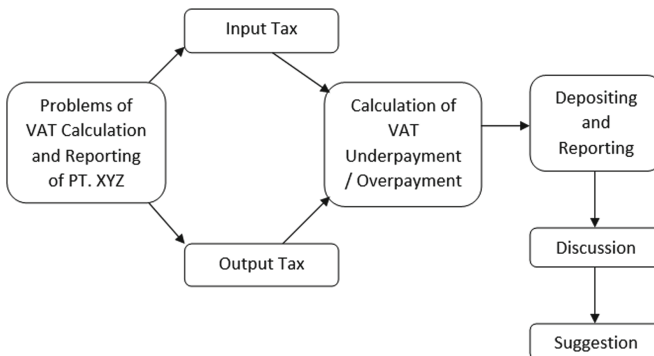 Input Tax
Problems of
VAT Calculation
and Reporting
of PT. XYZ
Calculation of
VAT
Underpayment
/ Overpayment
Depositing
and
Reporting
Output Tax
Discussion
Suggestion